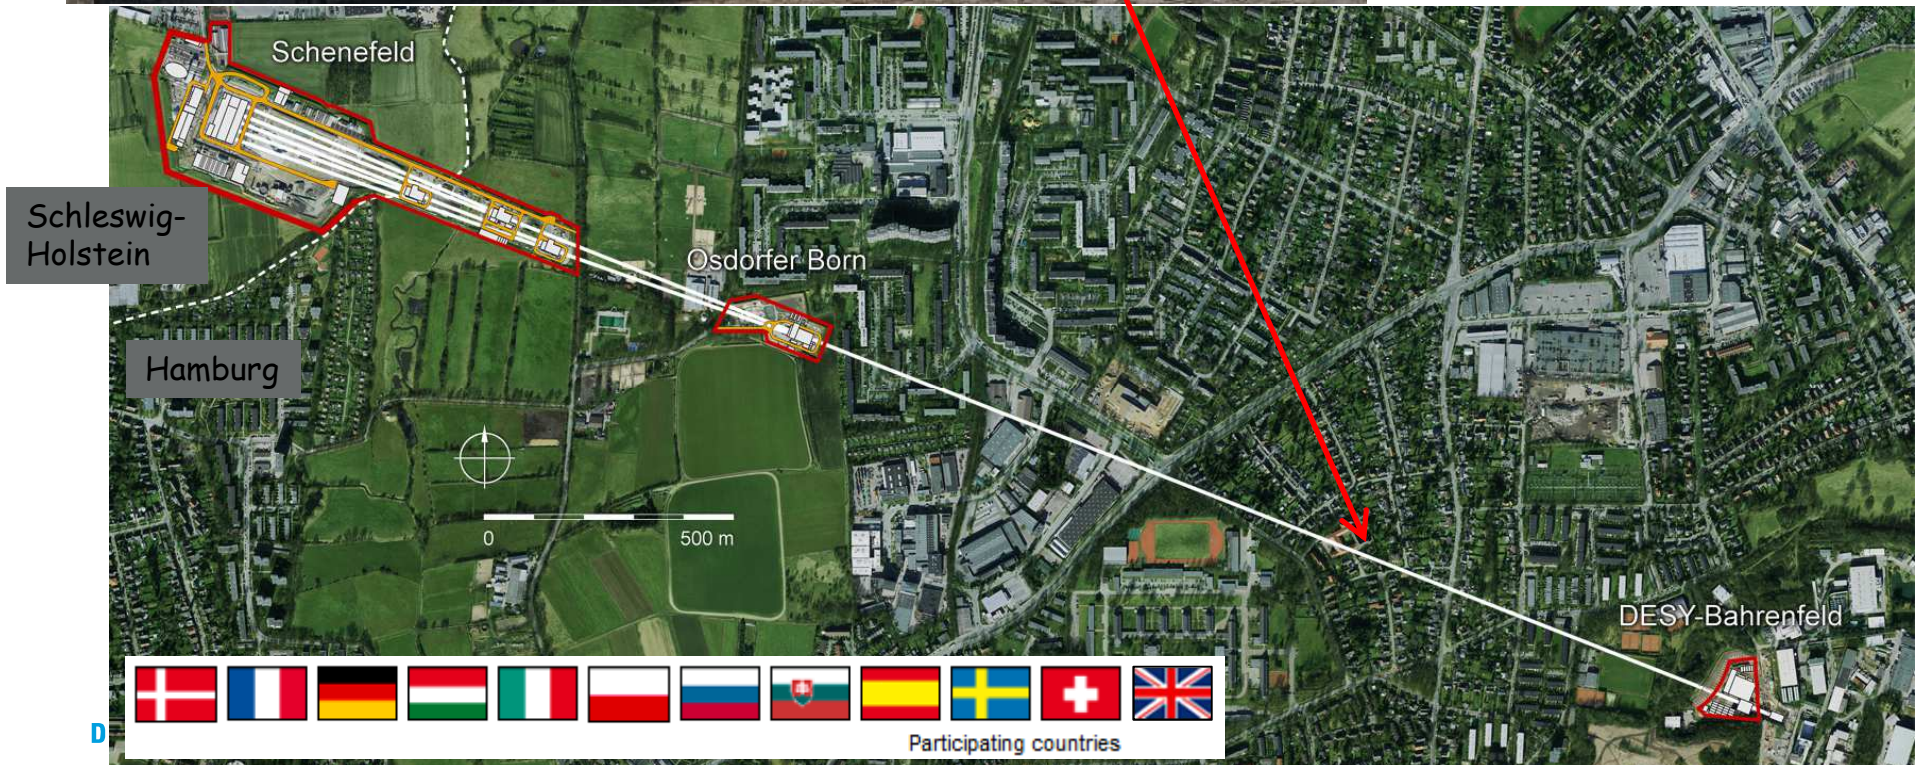 Schenefeld
Schleswig-
Holstein
Osdorfer Born
Hamburg
0
500 m
DESY-Bahrenfeld
D
Participating countries